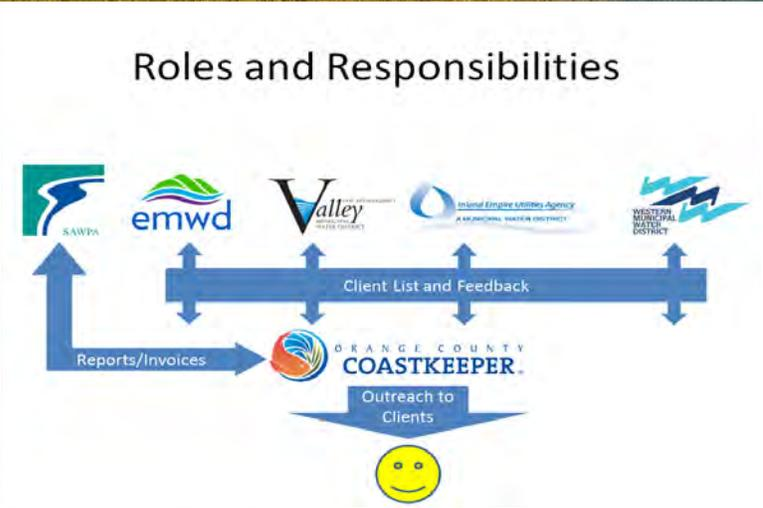 Roles and Responsibilities
SAWPA
emwd
Valley
MUNICIPAL
WATER DISTRICT
Inland Empire Utilities Agency
A MUNICIPAL WATER DISTRICT
WESTERN
MUNICIPAL
WATER
DISTRICT
Client List and Feedback
Reports/Invoices
ORANGE COUNTY
COASTKEEPER
Outreach to
Clients